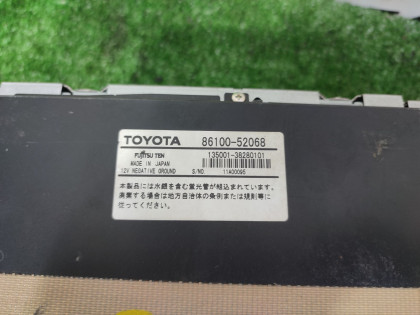 TOYOTA 86100-52068
FUJITSU TEN 135001-38280101
MADE IN JAPAN
12V NEGATIVE GROUND S/NO 11A00095
本製品には水銀を含む蛍光管が組込まれています。
廃棄する場合は地方自治体の条例または規則等に
従ってください。